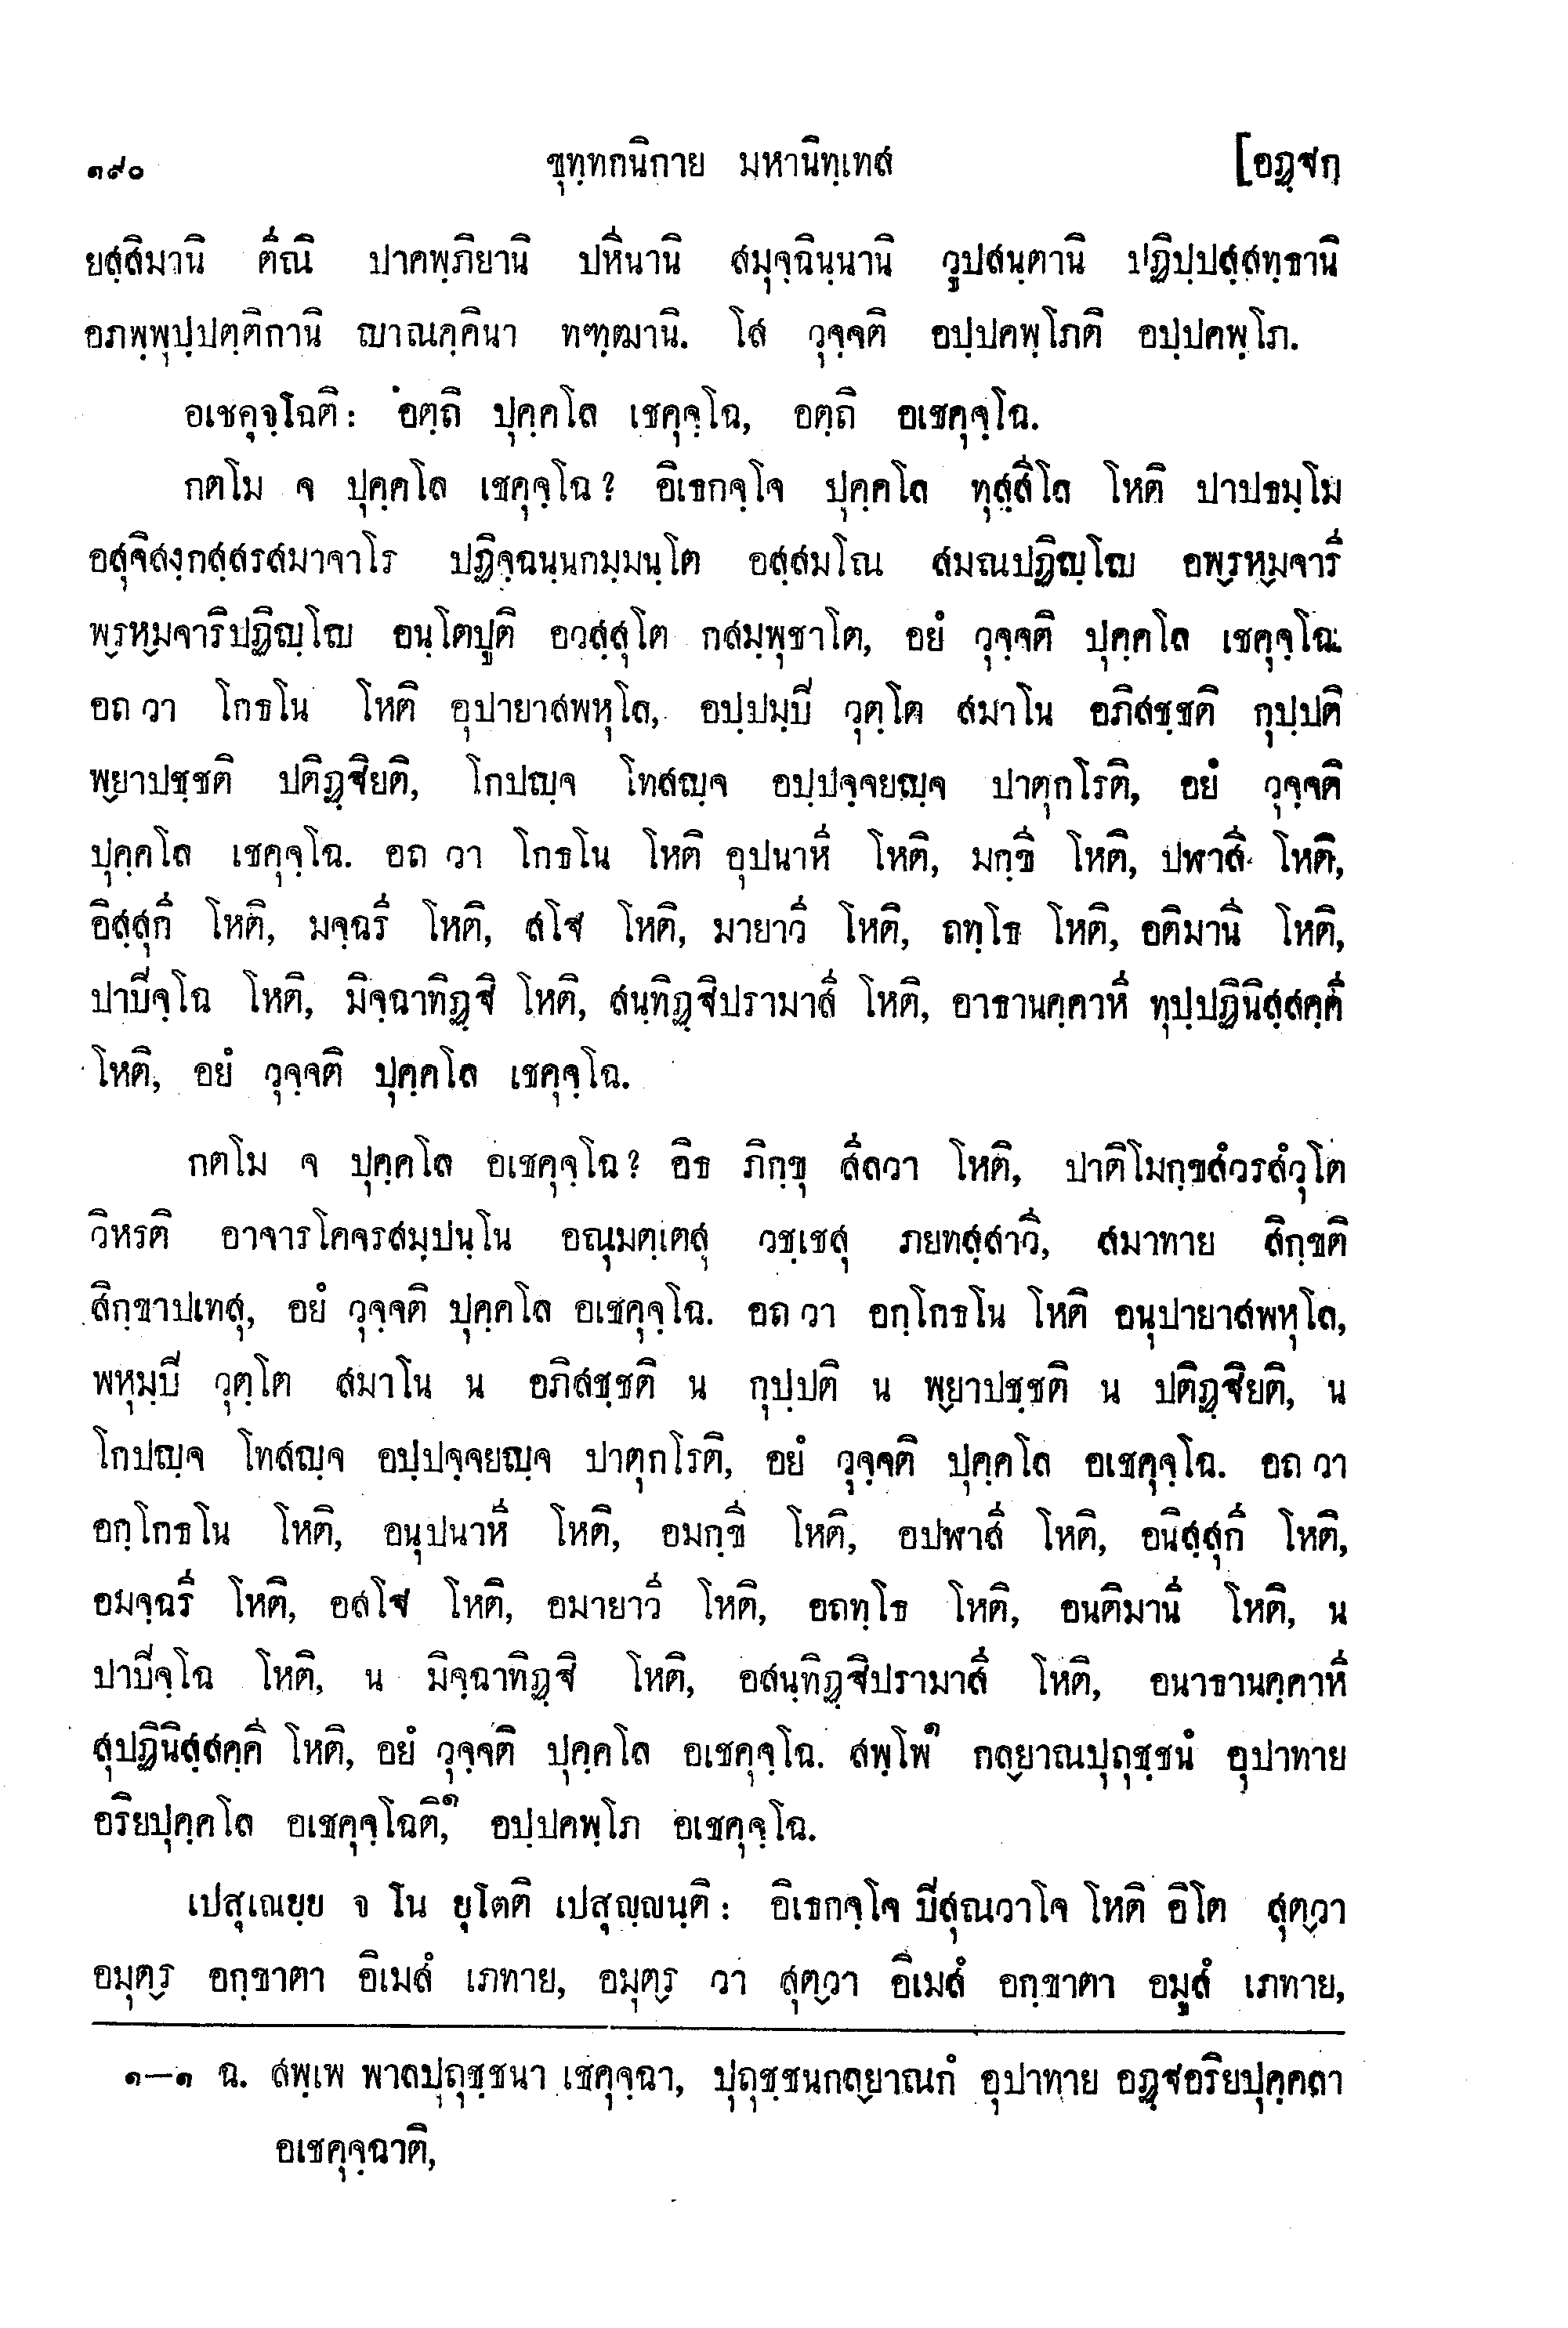 ๑๙๐ ขุทฺทกนิกาย มหานิทฺเทส [อฏฺฐก
ยสฺสิมานิ ตีณิ ปาคพฺภิยานิ ปหีนานิ สมุจฺฉินฺนานิ วูปสนฺตานิ ปฏิปฺปสฺสทฺธานิ
อภพฺพุปฺปตฺติกานิ ญาณคฺคินา ทฑฺฒานิ. โส วุจฺจติ อปฺปคพฺโภติ อปฺปคพฺโภ.
อเชคุจฺโฉติ: อตฺถิ ปุคฺคโล เชคุจฺโฉ, อตฺถิ อเชคุจฺโฉ.
กตโม จ ปุคฺคโล เชคุจฺโฉ? อิเธกจฺโจ ปุคฺคโล ทุสฺสีโล โหติ ปาปธมฺโม
อสุจิสงฺกสฺสรสมาจาโร ปฏิจฺฉนฺนกมฺมนฺโต อสฺสมโณ สมณปฏิญฺโญ อพฺรหฺมจารี
พฺรหฺมจาริปฏิญฺโญ อนฺโตปูติ อวสฺสุโต กสมฺพุชาโต, อยํ วุจฺจติ ปุคฺคโล เชคุจฺโฉ.
อถ วา โกธโน โหติ อุปายาสพหุโล, อปฺปมฺปิ วุตฺโต สมาโน อภิสชฺชติ กุปฺปติ
พฺยาปชฺชติ ปติฏฺฐิยติ, โกปญฺจ โทสญฺจ อปฺปจฺจยญฺจ ปาตุกโรติ, อยํ วุจฺจติ
ปุคฺคโล เชคุจฺโฉ. อถ วา โกธโน โหติ อุปนาหี โหติ, มกฺขี โหติ, ปฬาสี โหติ,
อิสฺสุกี โหติ, มจฺฉรี โหติ, สโฐ โหติ, มายาวี โหติ, ถทฺโธ โหติ, อติมานี โหติ,
ปาปิจฺโฉ โหติ, มิจฺฉาทิฏฺฐิ โหติ, สนฺทิฏฺฐิปรามาสี โหติ, อาธานคฺคาหี ทุปฺปฏินิสฺสคฺคี
โหติ, อยํ วุจฺจติ ปุคฺคโล เชคุจฺโฉ.
กตโม จ ปุคฺคโล อเชคุจฺโฉ? อิธ ภิกฺขุ สีลวา โหติ, ปาติโมกฺขสํวรสํวุโต
วิหรติ อาจารโคจรสมฺปนฺโน อณุมตฺเตสุ วชฺเชสุ ภยทสฺสาวี, สมาทาย สิกฺขติ
สิกฺขาปเทสุ, อยํ วุจฺจติ ปุคฺคโล อเชคุจฺโฉ. อถ วา อกฺโกธโน โหติ อนุปายาสพหุโล,
พหุมฺปิ วุตฺโต สมาโน น อภิสชฺชติ น กุปฺปติ น พฺยาปชฺชติ น ปติฏฺฐิยติ, น
โกปญฺจ โทสญฺจ อปฺปจฺจยญฺจ ปาตุกโรติ, อยํ วุจฺจติ ปุคฺคโล อเชคุจฺโฉ. อถ วา
อกฺโกธโน โหติ, อนุปนาหี โหติ, อมกฺขี โหติ, อปฬาสี โหติ, อนิสฺสุกี โหติ,
อมจฺฉรี โหติ, อสโฐ โหติ, อมายาวี โหติ, อถทฺโธ โหติ, อนติมานี โหติ, น
ปาปิจฺโฉ โหติ, น มิจฺฉาทิฏฺฐิ โหติ, อสนฺทิฏฺฐิปรามาสี โหติ, อนาธานคฺคาหี
สุปฏินิสฺสคฺคี โหติ, อยํ วุจฺจติ ปุคฺคโล อเชคุจฺโฉ. สพฺโพ๑ กลฺยาณปุถุชฺชนํ อุปาทาย
อริยปุคฺคโล อเชคุจฺโฉติ,๑ อปฺปคพฺโภ อเชคุจฺโฉ.
เปสุเณยฺย จ โน ยุโตติ เปสุญฺญนฺติ: อิเธกจฺโจ ปิสุณวาโจ โหติ อิโต สุตฺวา
อมุตฺร อกฺขาตา อิเมสํ เภทาย, อมุตฺร วา สุตฺวา อิเมสํ อกฺขาตา อมูสํ เภทาย,
๑—๑ ฉ. สพฺเพ พาลปุถุชฺชนา เชคุจฺฉา, ปุถุชฺชนกลฺยาณกํ อุปาทาย อฏฺฐอริยปุคฺคลา
อเชคุจฺฉาติ,